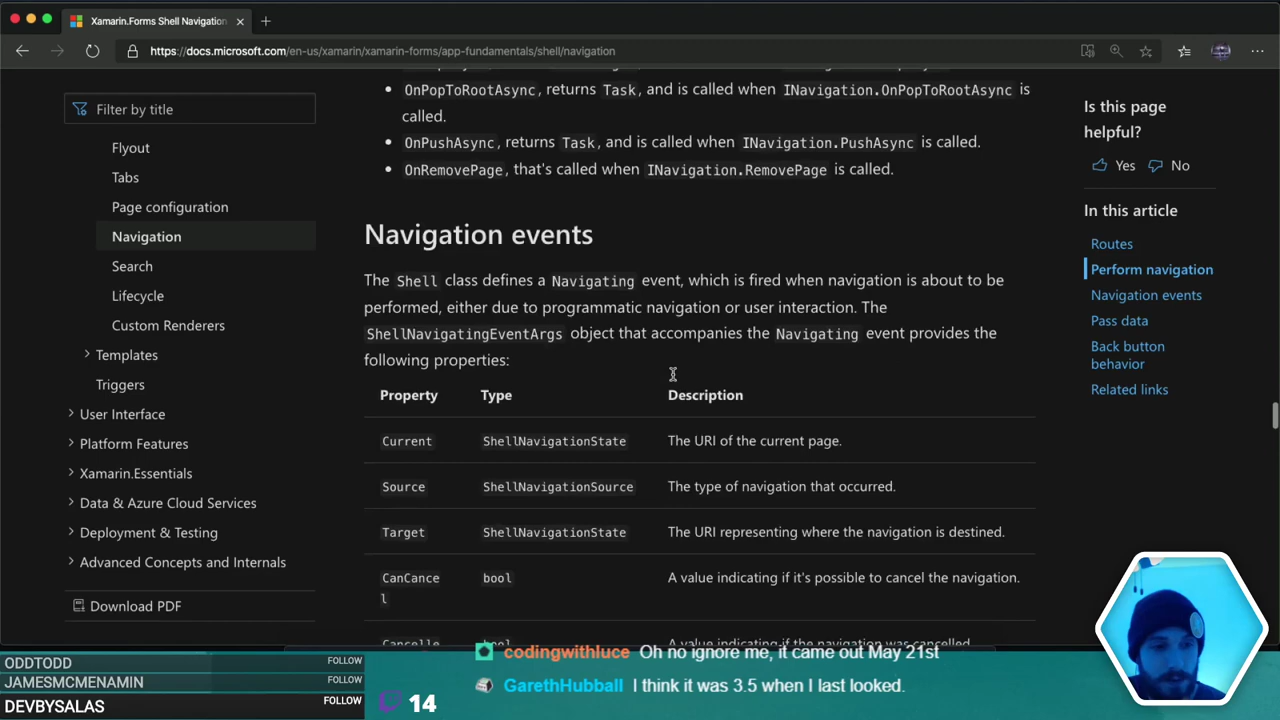 Xamarin.Forms Shell Navigation
https://docs.microsoft.com/en-us/xamarin/xamarin-forms/app-fundamentals/shell/navigation
Filter by title
Flyout
Tabs
Page configuration
Navigation
Search
Lifecycle
Custom Renderers
Templates
Triggers
User Interface
Platform Features
Xamarin.Essentials
Data & Azure Cloud Services
Deployment & Testing
Advanced Concepts and Internals
Download PDF
OnPopToRootAsync, returns Task, and is called when INavigation.OnPopToRootAsync is
called.
OnPushAsync, returns Task, and is called when INavigation.PushAsync is called.
OnRemovePage, that's called when INavigation.RemovePage is called.
Navigation events
The Shell class defines a Navigating event, which is fired when navigation is about to be
performed, either due to programmatic navigation or user interaction. The
ShellNavigatingEventArgs object that accompanies the Navigating event provides the
following properties:
Property Type Description
Current ShellNavigationState The URI of the current page.
Source ShellNavigationSource The type of navigation that occurred.
Target ShellNavigationState The URI representing where the navigation is destined.
CanCance bool A value indicating if it's possible to cancel the navigation.
l
Cancelle bool A value indicating if the navigation was cancelled
Is this page
helpful?
Yes No
In this article
Routes
Perform navigation
Navigation events
Pass data
Back button
behavior
Related links
ODDTODD FOLLOW
JAMESMCMENAMIN FOLLOW
DEVBYSALAS FOLLOW
14
codingwithluce Oh no ignore me, it came out May 21st
GarethHubball I think it was 3.5 when I last looked.